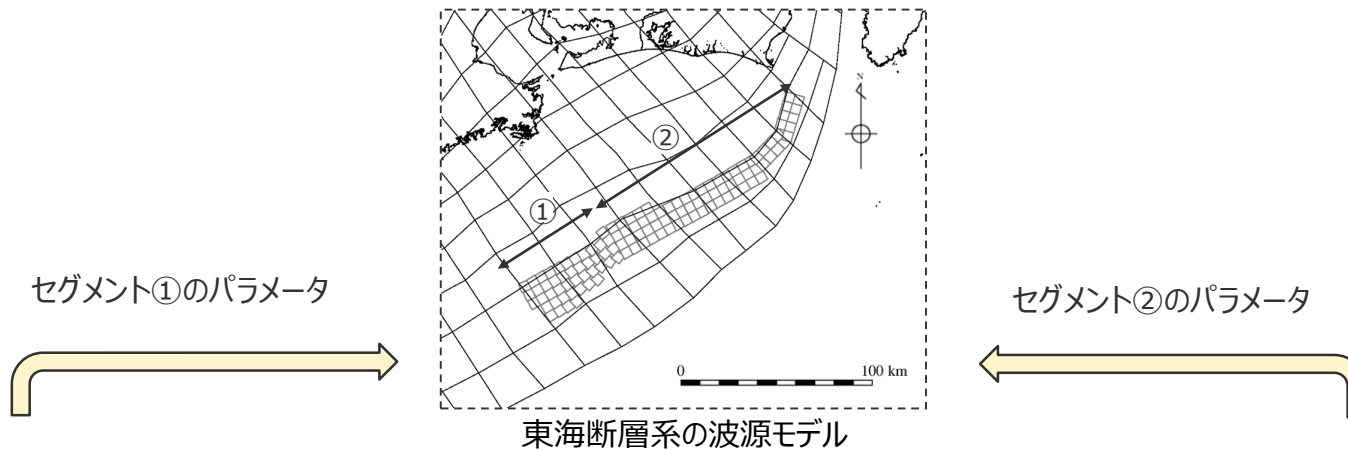 N
②
①
セグメント①のパラメータ
セグメント②のパラメータ
0 100 km
東海断層系の波源モデル